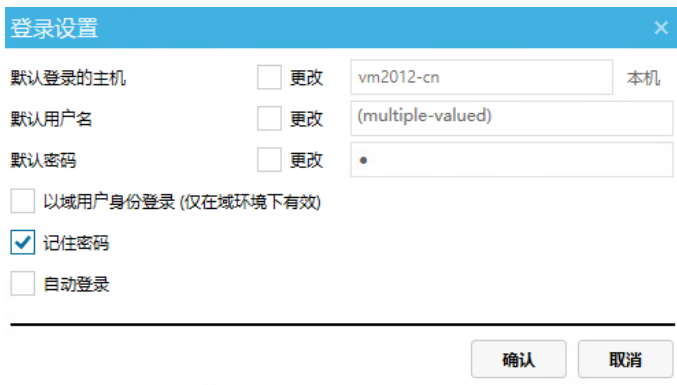 登录设置
默认登录的主机 更改 vm2012-cn 本机
默认用户名 更改 (multiple-valued)
默认密码 更改 •
以域用户身份登录 (仅在域环境下有效)
记住密码
自动登录
确认 取消